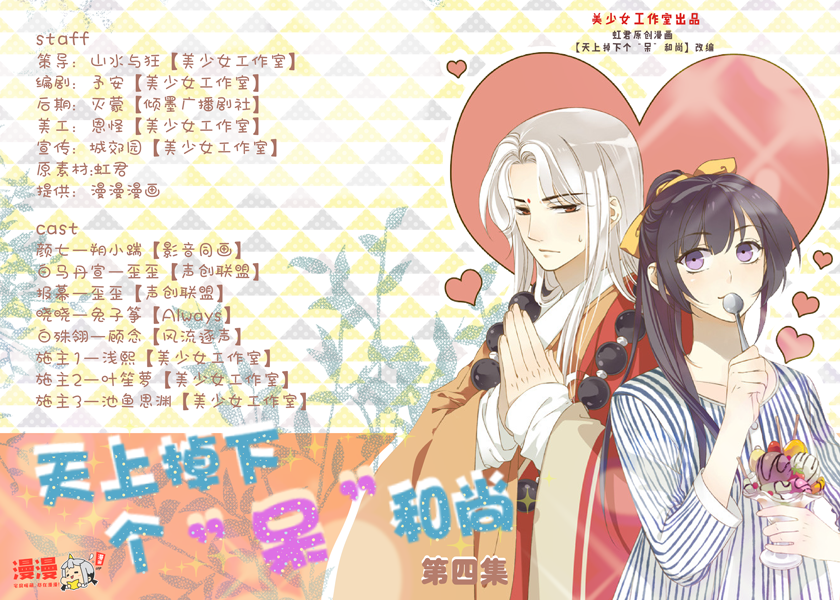 美少女工作室出品
虹君原创漫画
【天上掉下个“呆”和尚】改编
staff
策导：山水与狂【美少女工作室】
编剧：予安【美少女工作室】
后期：灭蒙【倾墨广播剧社】
美工：恩怪【美少女工作室】
宣传：城郊园【美少女工作室】
原素材:虹君
提供：漫漫漫画
cast
颜七—朔小踹【影音同画】
白马丹宫—歪歪【声创联盟】
报幕—歪歪【声创联盟】
晓晓—兔子筝【Always】
白殊翎—顾念【风流逐声】
施主1—浅熙【美少女工作室】
施主2—叶笙萝【美少女工作室】
施主3—池鱼思渊【美少女工作室】
天上掉下
个“呆”和尚
第四集
漫漫